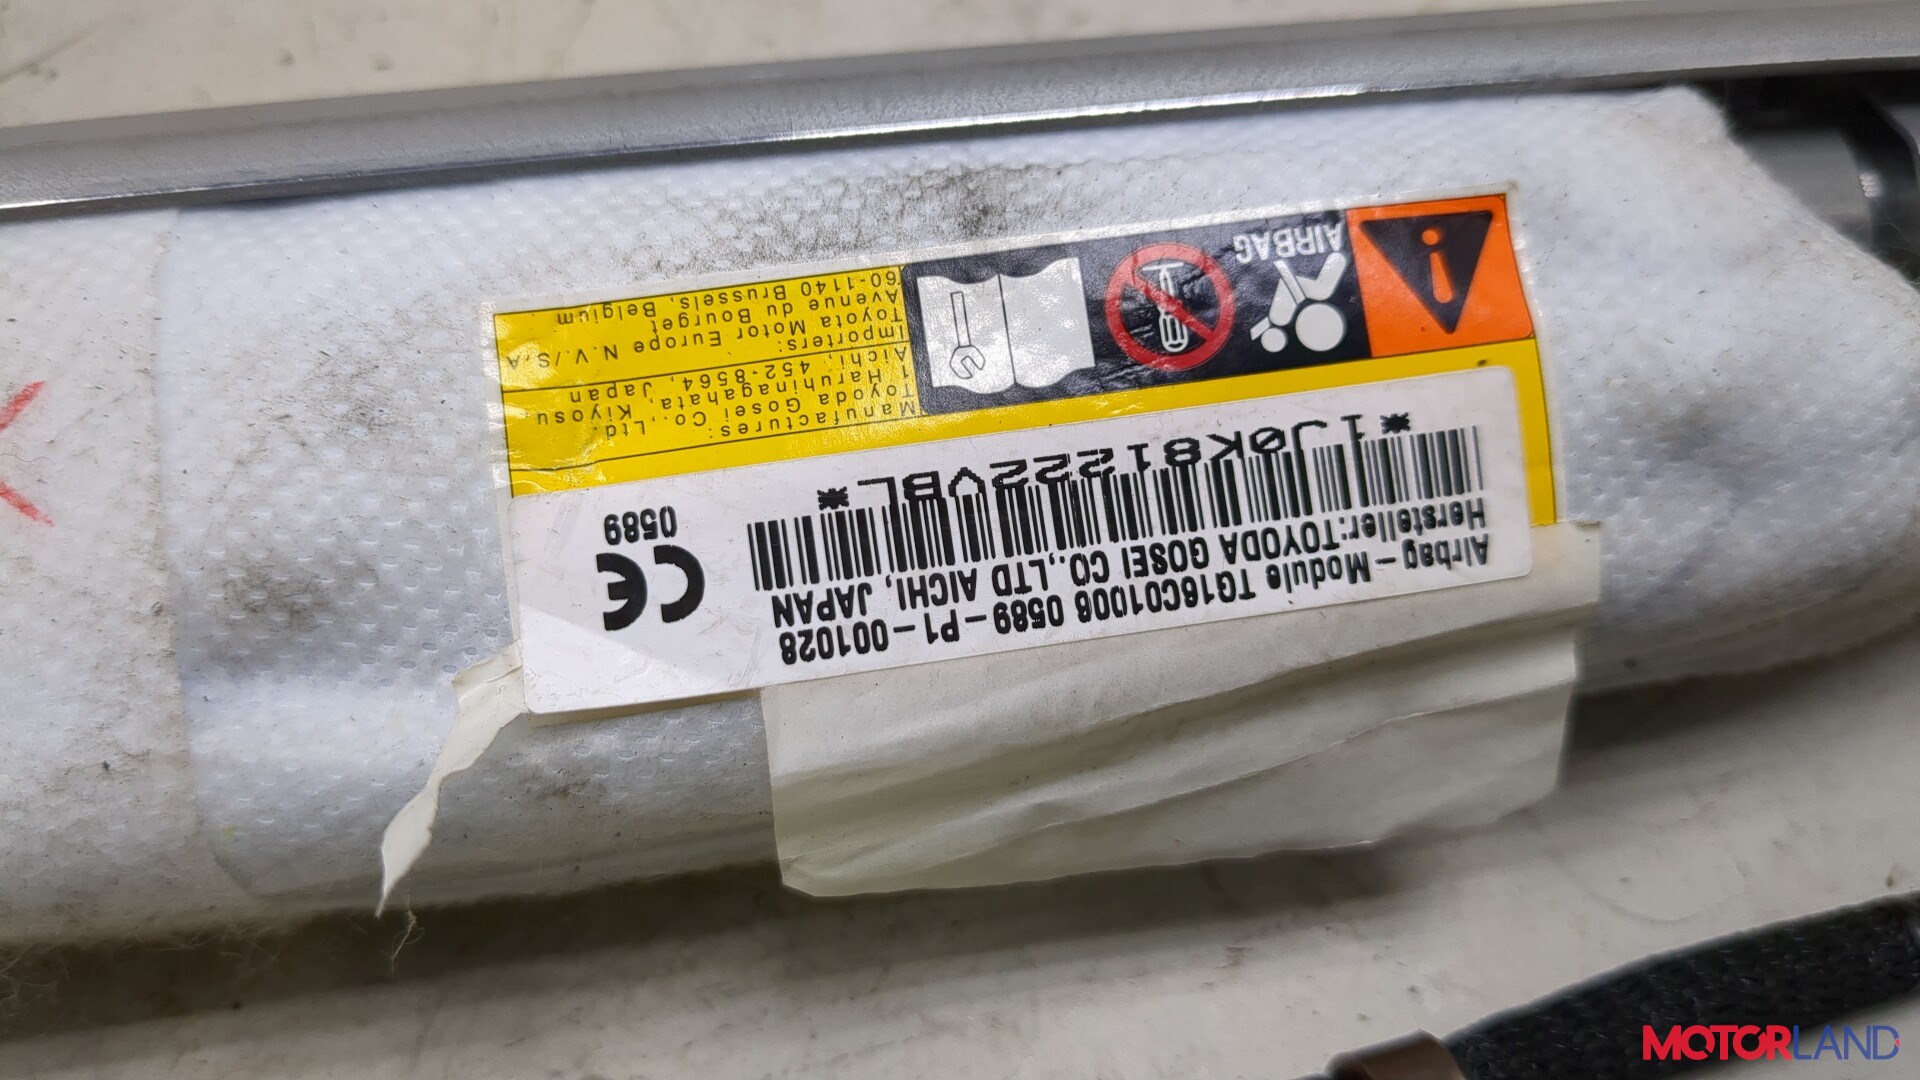 AIRBAG
Manufactures:
Toyoda Gosei Co., Ltd.
1 Haruhinagahata, Kiyosu
Aichi, 452-8564, Japan
Importers:
Toyota Motor Europe N.V./S.A
Avenue du Bourget
60-1140 Brussels, Belgium
Airbag-Module TG16C01006 0589-P1-001028
Hersteller:TOYODA GOSEI CO.,LTD AICHI, JAPAN
*1J0K81222VBL*
CE
0589
MOTORLAND